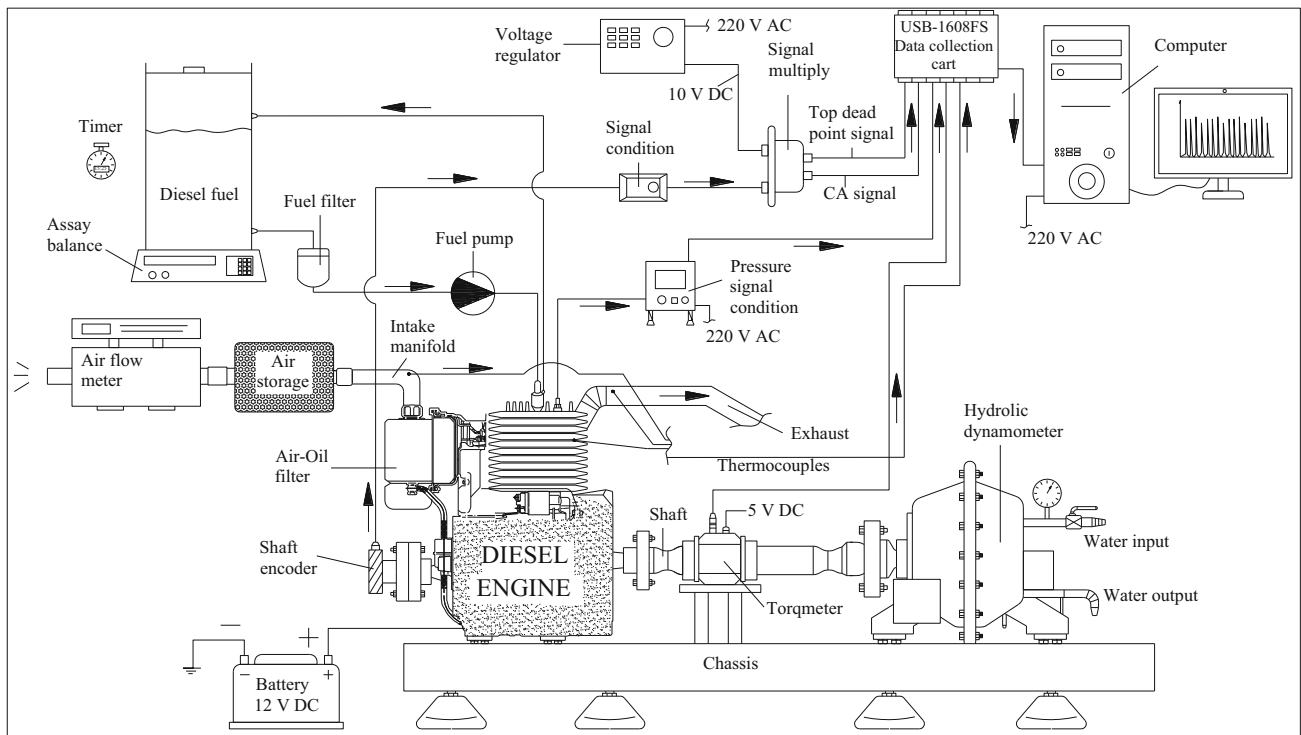 Voltage
regulator
220 V AC
10 V DC
Signal
multiply
USB-1608FS
Data collection
cart
Computer
Timer
Diesel fuel
Assay
balance
Fuel filter
Fuel pump
Signal
condition
Top dead
point signal
CA signal
220 V AC
Pressure
signal
condition
220 V AC
Air flow
meter
Air
storage
Intake
manifold
Air-Oil
filter
Exhaust
Thermocouples
Hydrolic
dynamometer
Shaft
encoder
DIESEL
ENGINE
Shaft
5 V DC
Torqmeter
Water input
Water output
Chassis
−
+
− +
Battery
12 V DC